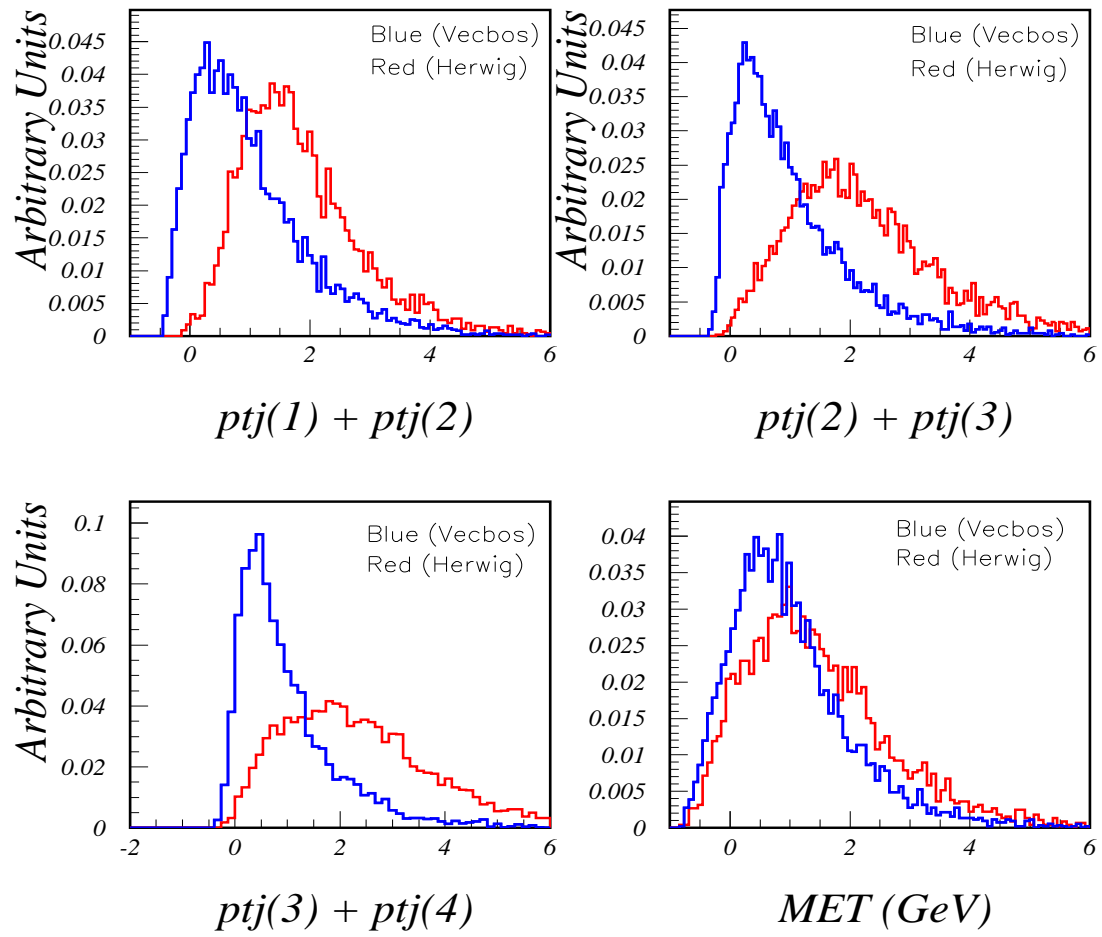 Arbitrary Units
0.045
0.04
0.035
0.03
0.025
0.02
0.015
0.01
0.005
0
Blue (Vecbos)
Red (Herwig)
0 2 4 6
ptj(1) + ptj(2)
Arbitrary Units
0.045
0.04
0.035
0.03
0.025
0.02
0.015
0.01
0.005
0
Blue (Vecbos)
Red (Herwig)
0 2 4 6
ptj(2) + ptj(3)
Arbitrary Units
0.1
0.08
0.06
0.04
0.02
0
Blue (Vecbos)
Red (Herwig)
-2 0 2 4 6
ptj(3) + ptj(4)
0.04
0.035
0.03
0.025
0.02
0.015
0.01
0.005
0
Blue (Vecbos)
Red (Herwig)
0 2 4 6
MET (GeV)